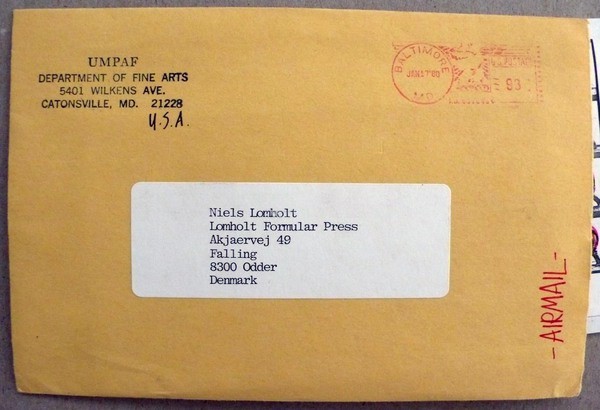 UMPAF
DEPARTMENT OF FINE ARTS
5401 WILKENS AVE.
CATONSVILLE, MD. 21228
U.S.A.
BALTIMORE
MD
93
Niels Lomholt
Lomholt Formular Press
Akjaervej 49
Falling
8300 Odder
Denmark
-AIRMAIL-